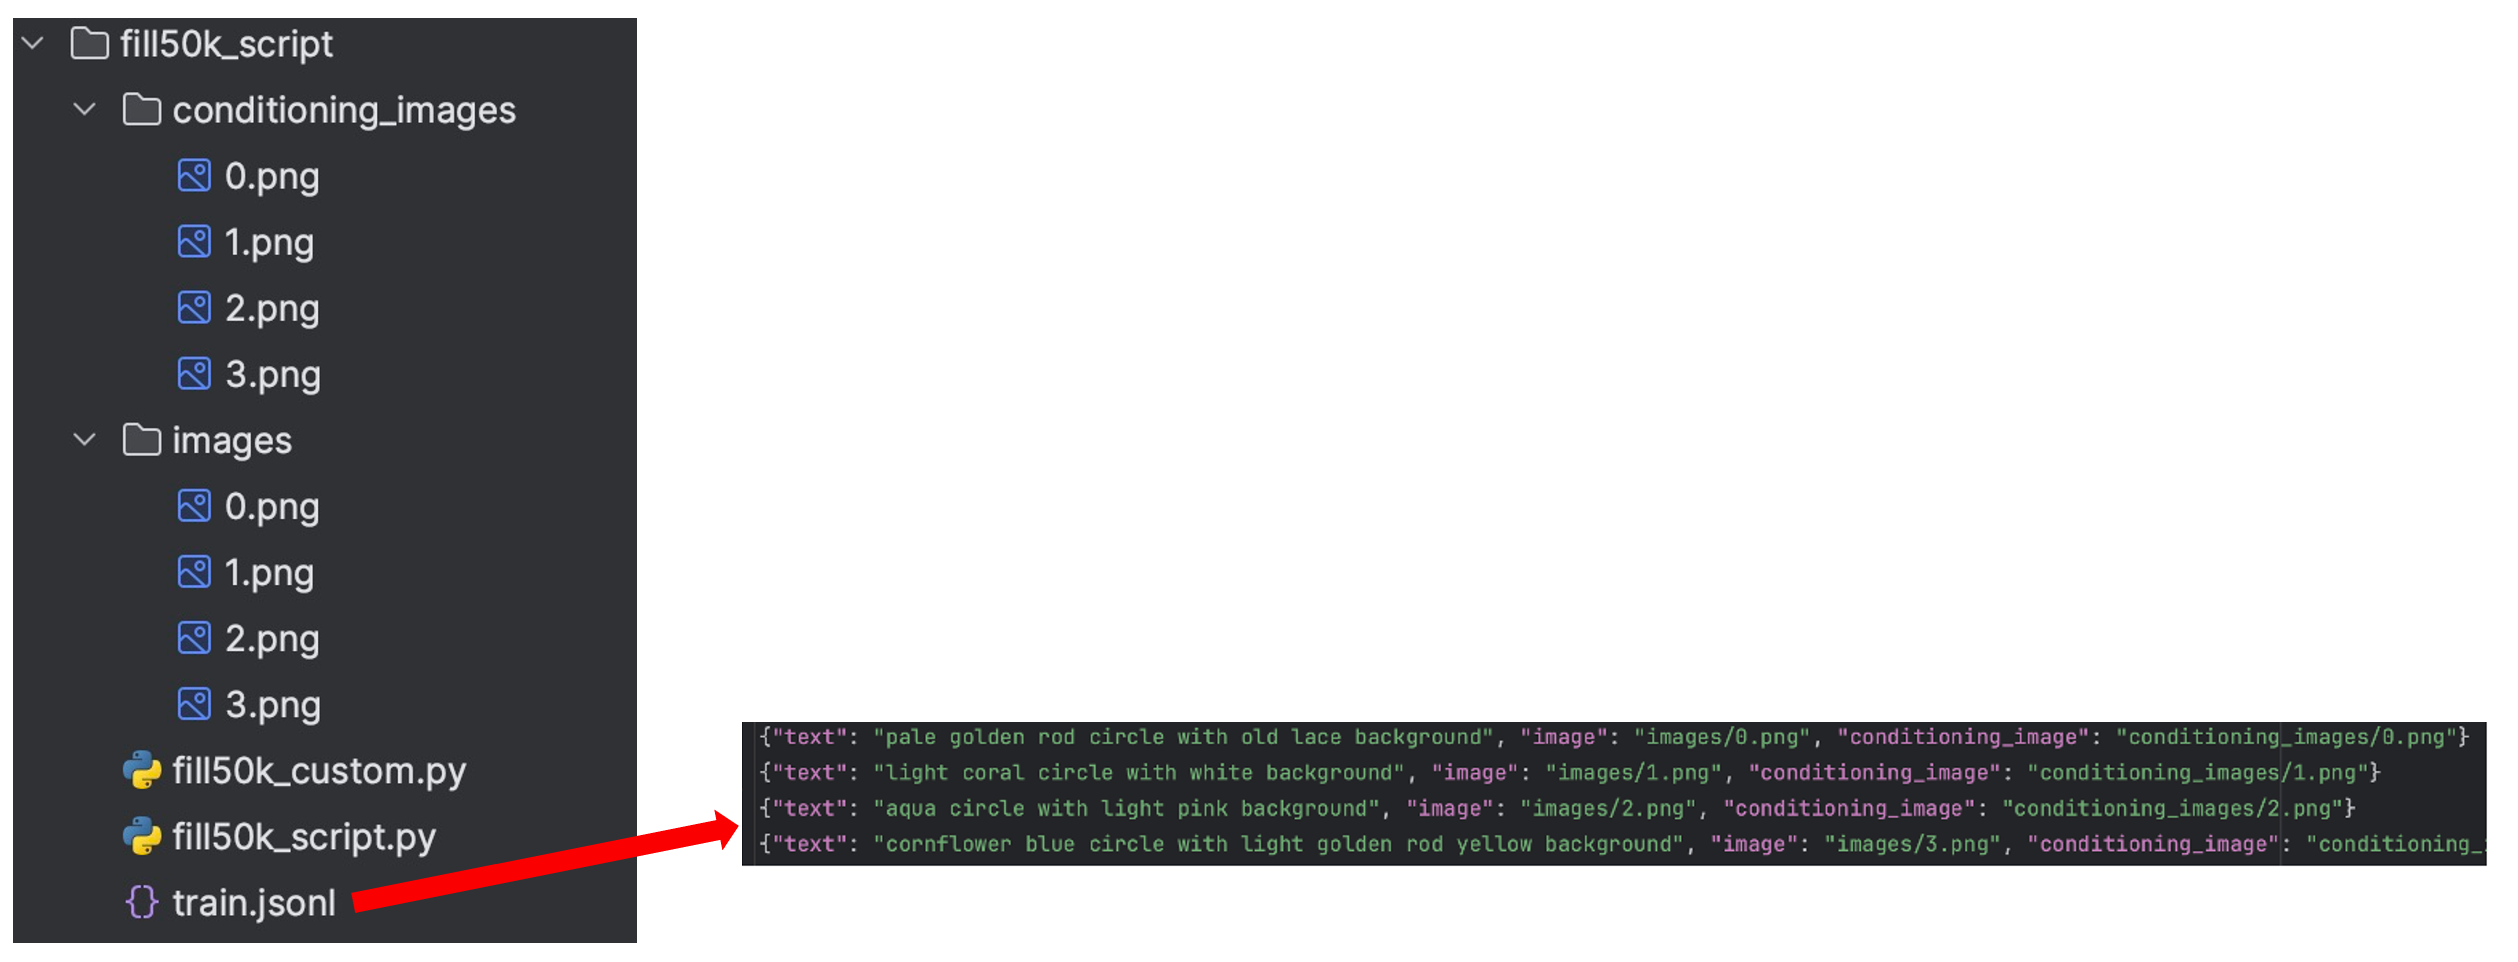 fill50k_script
conditioning_images
0.png
1.png
2.png
3.png
images
0.png
1.png
2.png
3.png
fill50k_custom.py
fill50k_script.py
train.jsonl
{"text": "pale golden rod circle with old lace background", "image": "images/0.png", "conditioning_image": "conditioning_images/0.png"}
{"text": "light coral circle with white background", "image": "images/1.png", "conditioning_image": "conditioning_images/1.png"}
{"text": "aqua circle with light pink background", "image": "images/2.png", "conditioning_image": "conditioning_images/2.png"}
{"text": "cornflower blue circle with light golden rod yellow background", "image": "images/3.png", "conditioning_image": "conditioning_